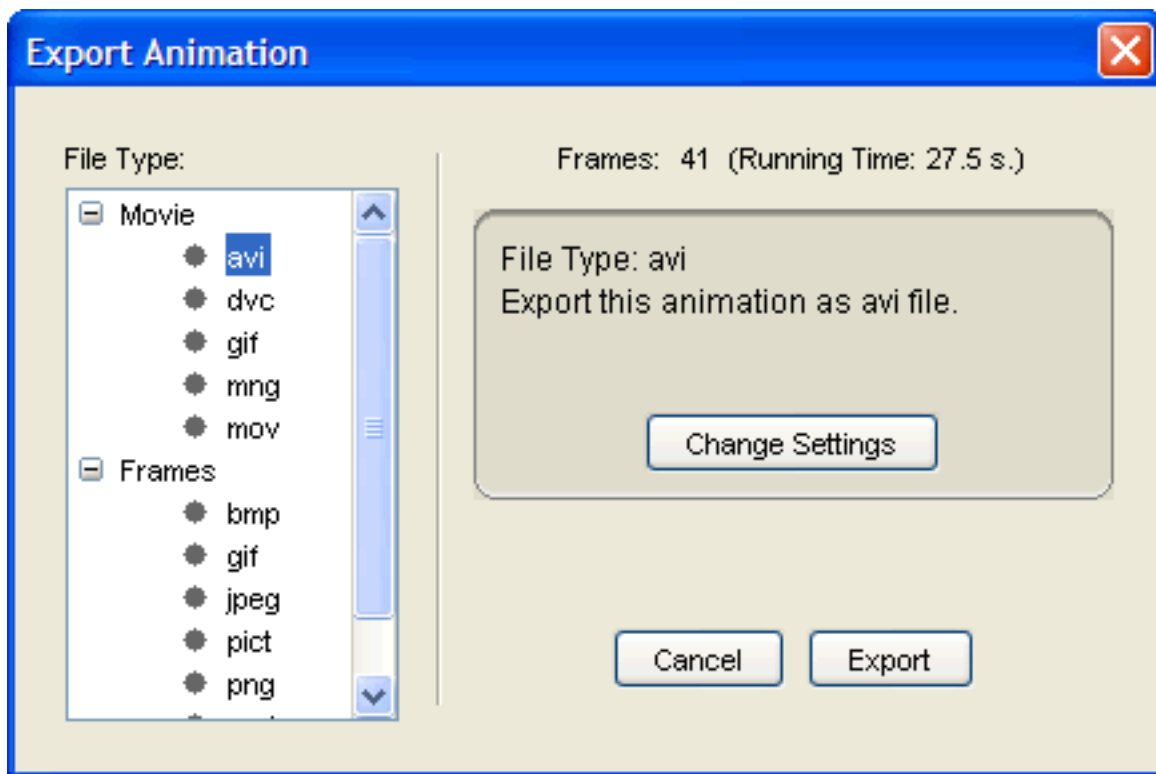 Export Animation
File Type:
Movie
avi
dvc
gif
mng
mov
Frames
bmp
gif
jpeg
pict
png
Frames: 41 (Running Time: 27.5 s.)
File Type: avi
Export this animation as avi file.
Change Settings
Cancel
Export